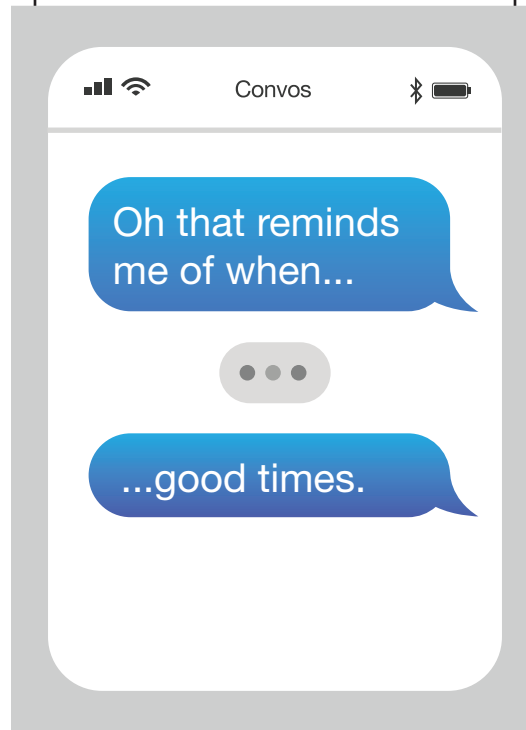 Convos
Oh that reminds
me of when...
...good times.